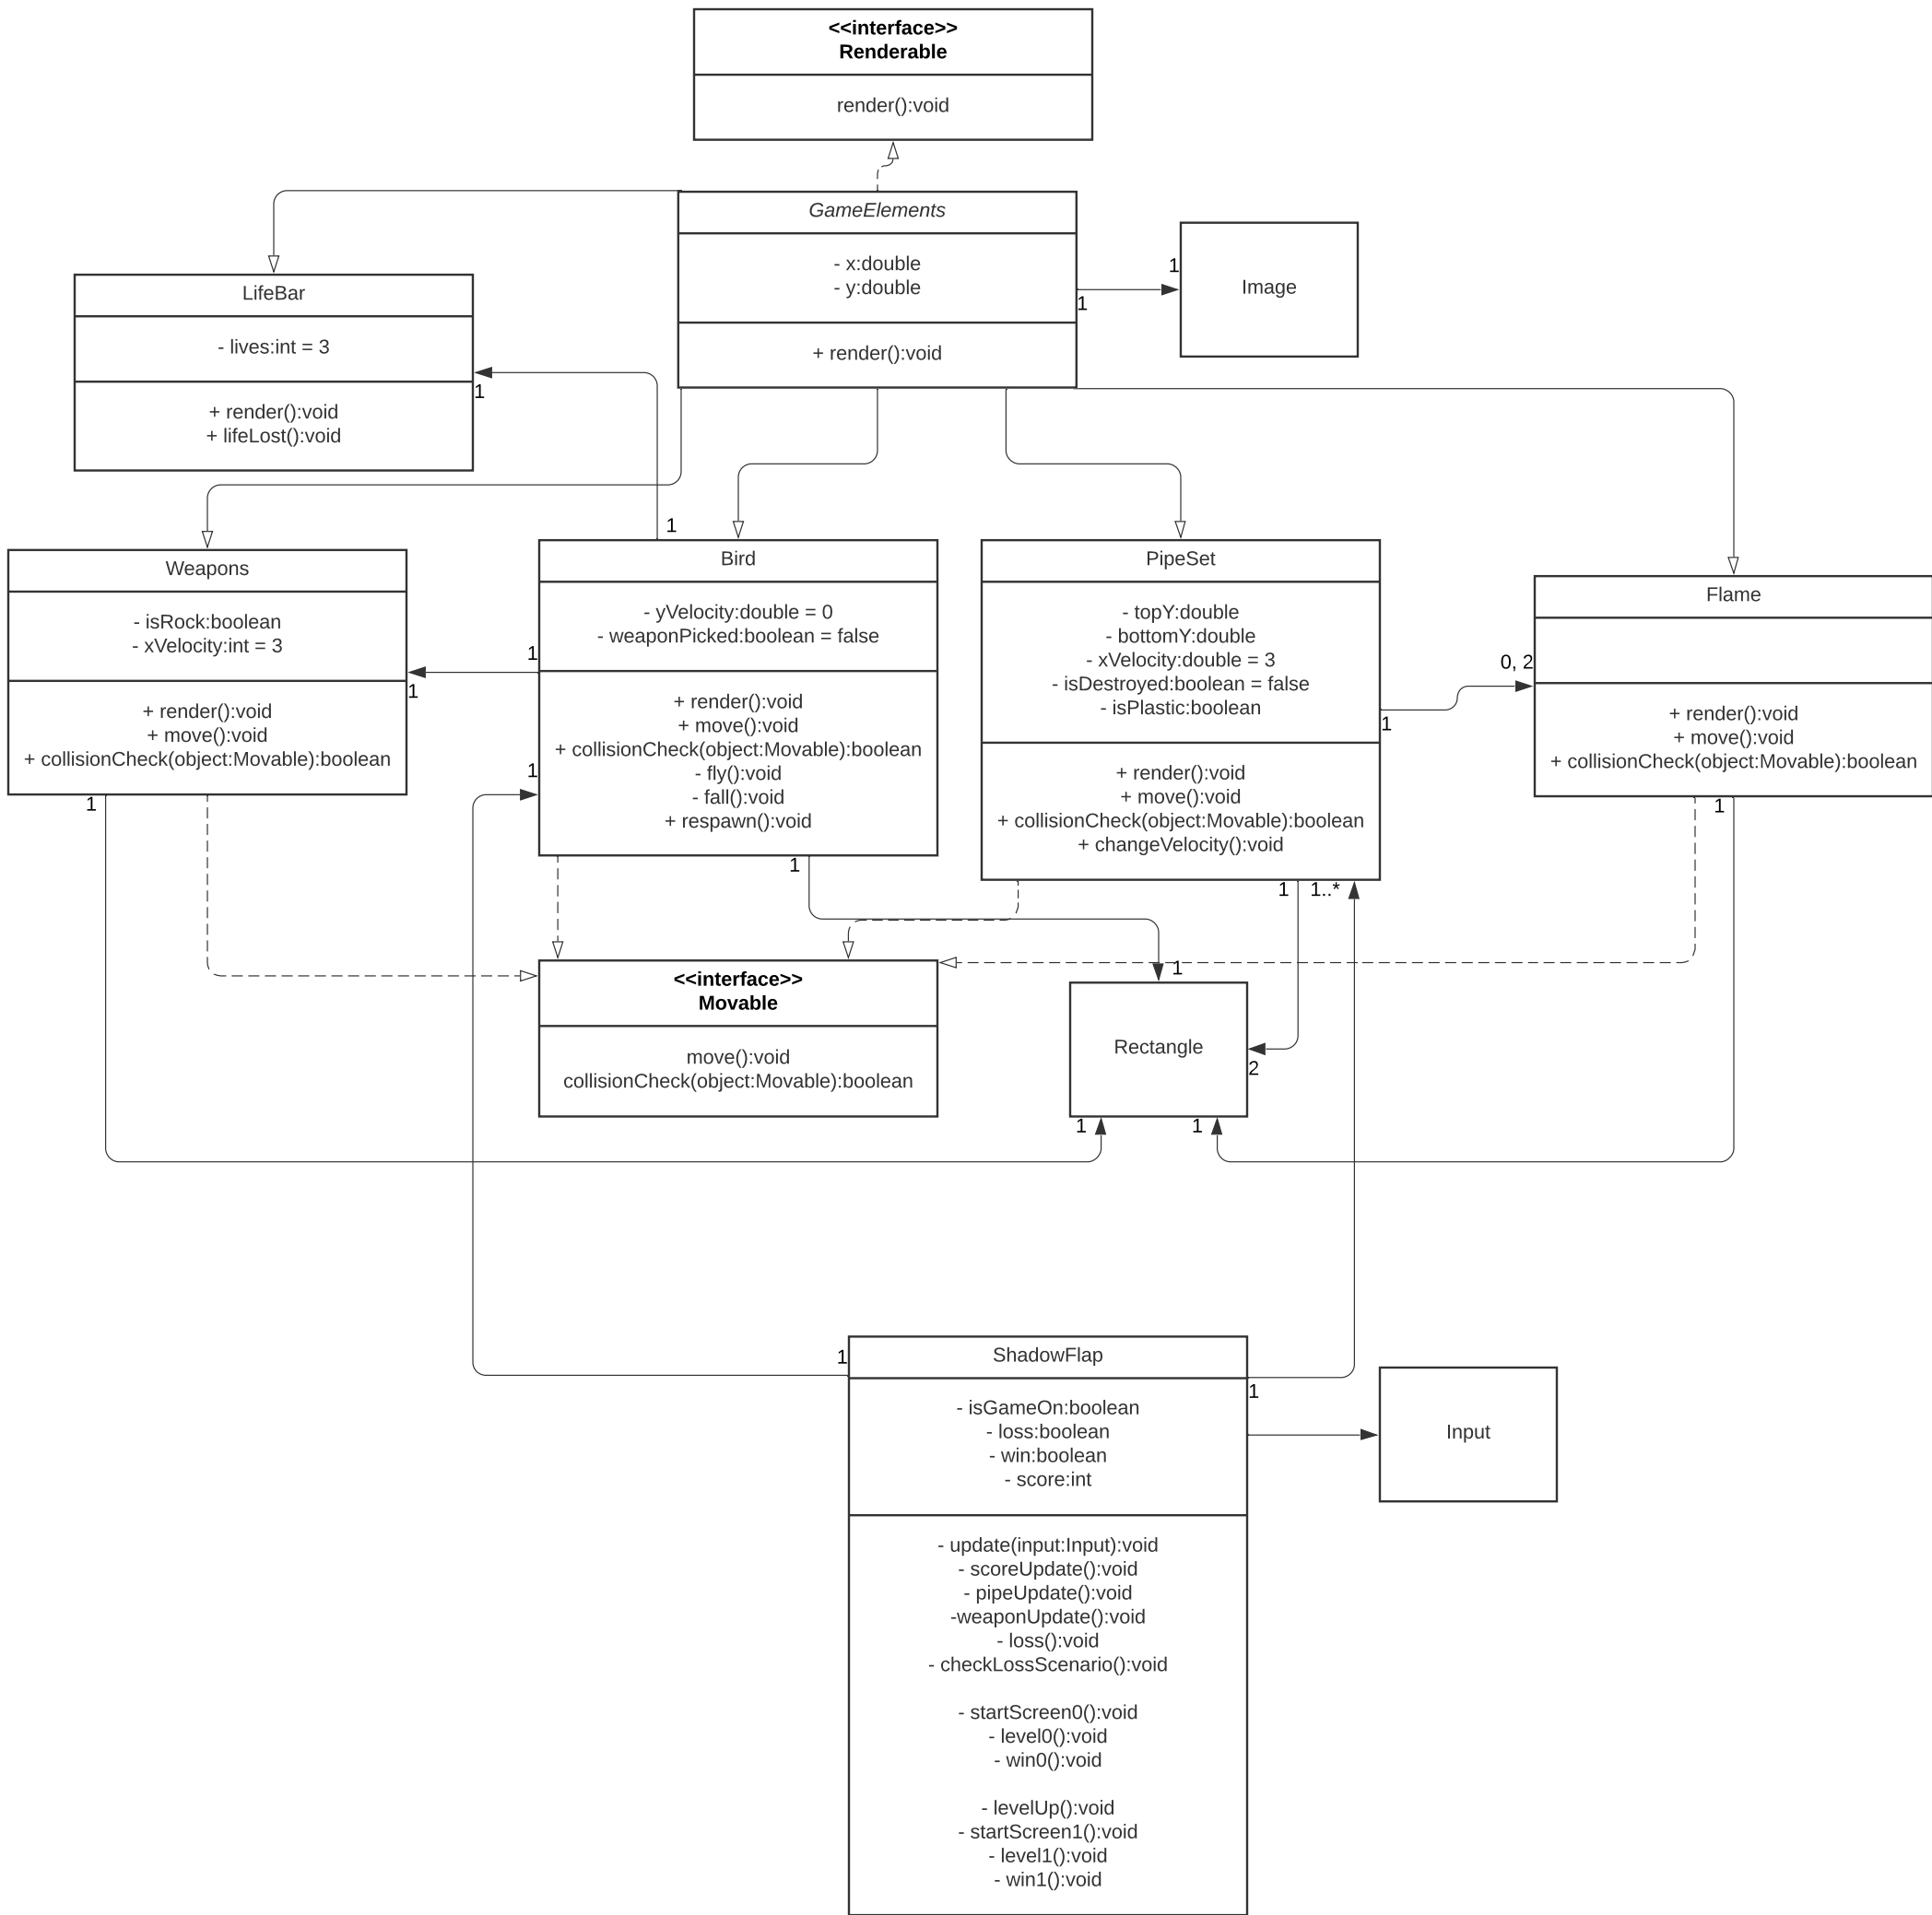 <<interface>>
Renderable
render():void
GameElements
- x:double
- y:double
+ render():void
1
1
Image
LifeBar
- lives:int = 3
+ render():void
+ lifeLost():void
1
1
Weapons
- isRock:boolean
- xVelocity:int = 3
+ render():void
+ move():void
+ collisionCheck(object:Movable):boolean
1
1
1
Bird
- yVelocity:double = 0
- weaponPicked:boolean = false
+ render():void
+ move():void
+ collisionCheck(object:Movable):boolean
- fly():void
- fall():void
+ respawn():void
1
1
PipeSet
- topY:double
- bottomY:double
- xVelocity:double = 3
- isDestroyed:boolean = false
- isPlastic:boolean
+ render():void
+ move():void
+ collisionCheck(object:Movable):boolean
+ changeVelocity():void
1
1
1..*
0, 2
Flame
+ render():void
+ move():void
+ collisionCheck(object:Movable):boolean
1
<<interface>>
Movable
move():void
collisionCheck(object:Movable):boolean
1
Rectangle
2
1
1
1
ShadowFlap
- isGameOn:boolean
- loss:boolean
- win:boolean
- score:int
- update(input:Input):void
- scoreUpdate():void
- pipeUpdate():void
-weaponUpdate():void
- loss():void
- checkLossScenario():void
- startScreen0():void
- level0():void
- win0():void
- levelUp():void
- startScreen1():void
- level1():void
- win1():void
1
Input